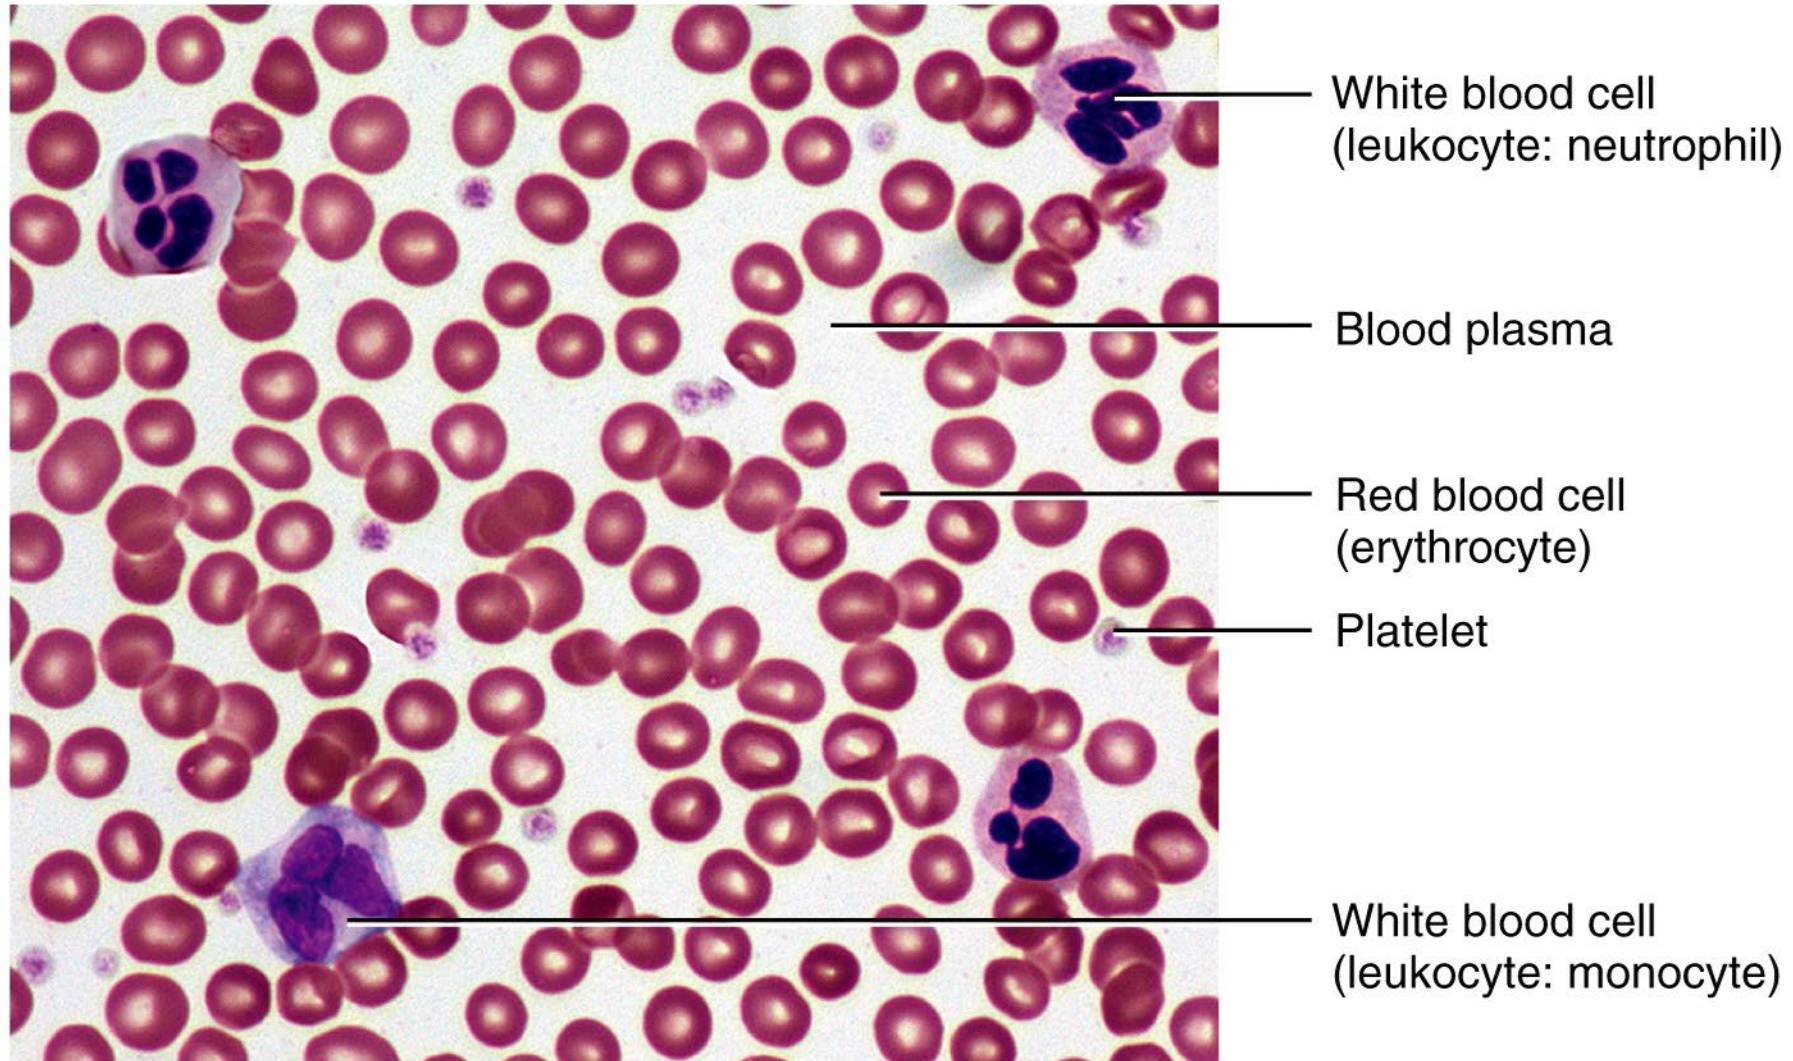 White blood cell
(leukocyte: neutrophil)
Blood plasma
Red blood cell
(erythrocyte)
Platelet
White blood cell
(leukocyte: monocyte)